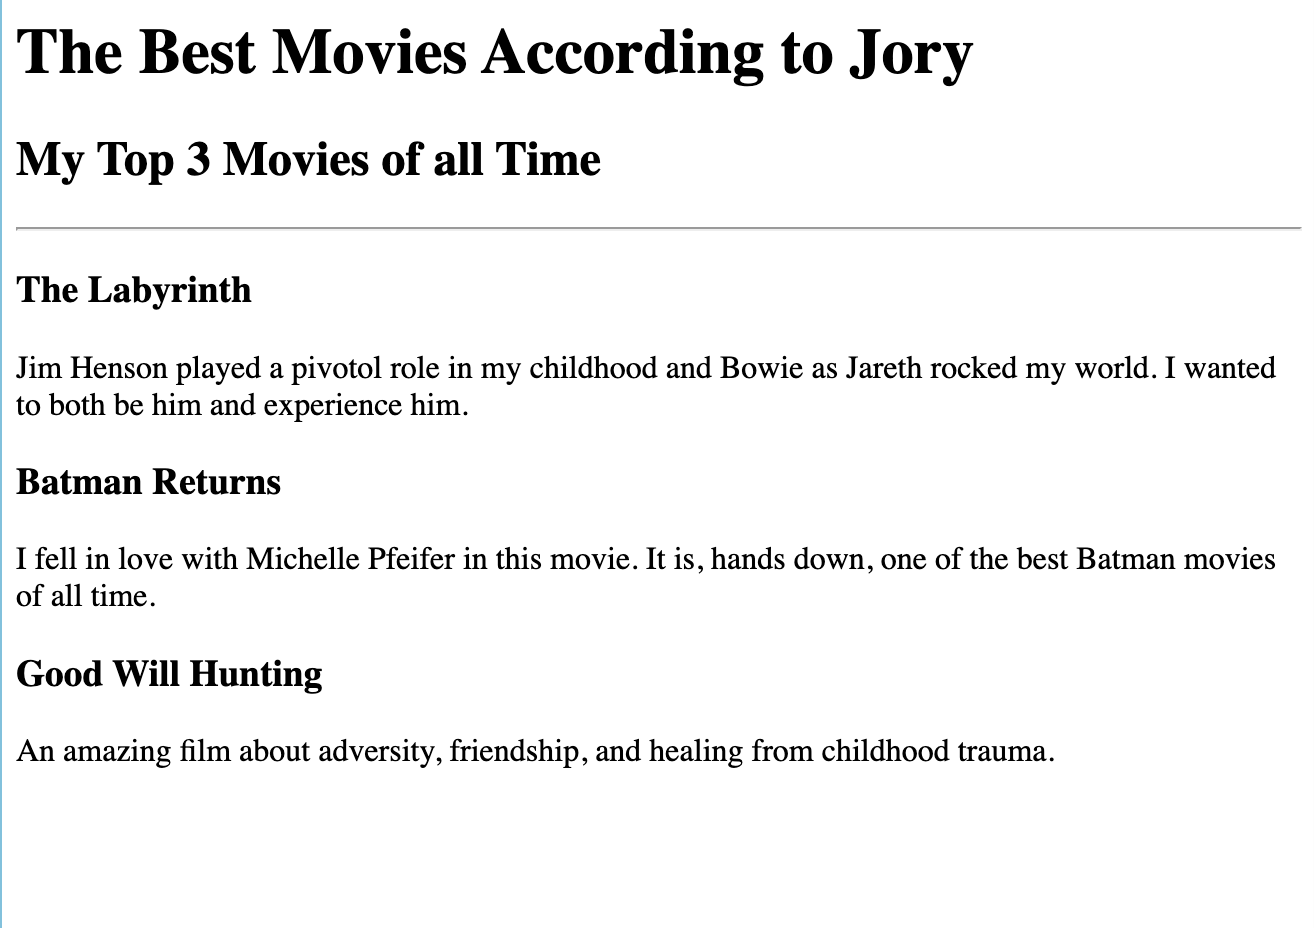 The Best Movies According to Jory
My Top 3 Movies of all Time
The Labyrinth
Jim Henson played a pivotol role in my childhood and Bowie as Jareth rocked my world. I wanted
to both be him and experience him.
Batman Returns
I fell in love with Michelle Pfeifer in this movie. It is, hands down, one of the best Batman movies
of all time.
Good Will Hunting
An amazing film about adversity, friendship, and healing from childhood trauma.